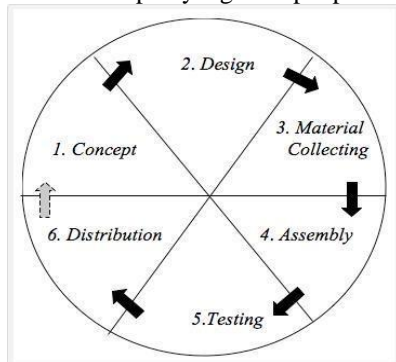 2. Design
3. Material
Collecting
1. Concept
6. Distribution
4. Assembly
5.Testing